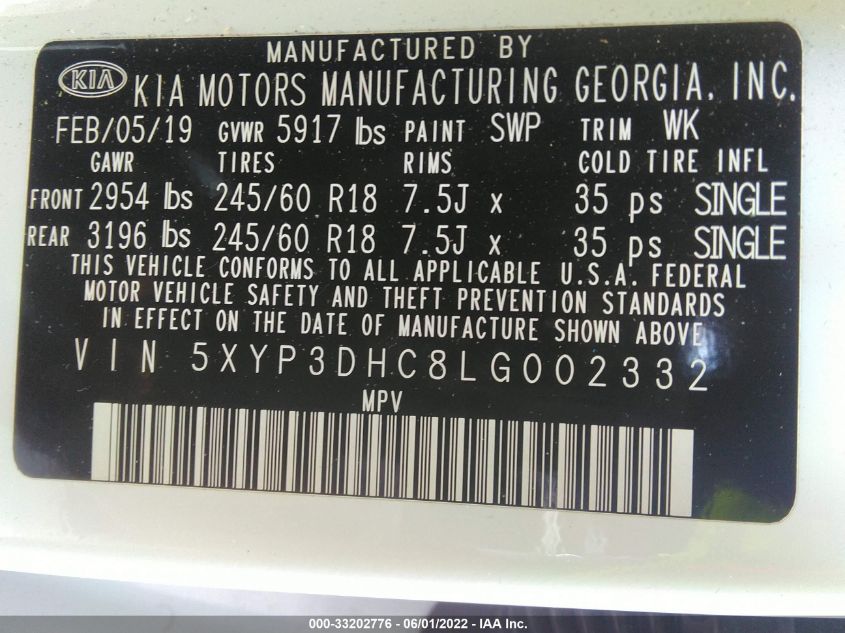 MANUFACTURED BY
KIA KIA MOTORS MANUFACTURING GEORGIA, INC.
FEB/05/19 GVWR 5917 lbs PAINT SWP TRIM WK
GAWR TIRES RIMS COLD TIRE INFL
FRONT 2954 lbs 245/60 R18 7.5J x 35 ps SINGLE
REAR 3196 lbs 245/60 R18 7.5J x 35 ps SINGLE
THIS VEHICLE CONFORMS TO ALL APPLICABLE U.S.A. FEDERAL
MOTOR VEHICLE SAFETY AND THEFT PREVENTION STANDARDS
IN EFFECT ON THE DATE OF MANUFACTURE SHOWN ABOVE
VIN 5XYP3DHC8LG002332
MPV
000-33202776 - 06/01/2022 - IAA Inc.